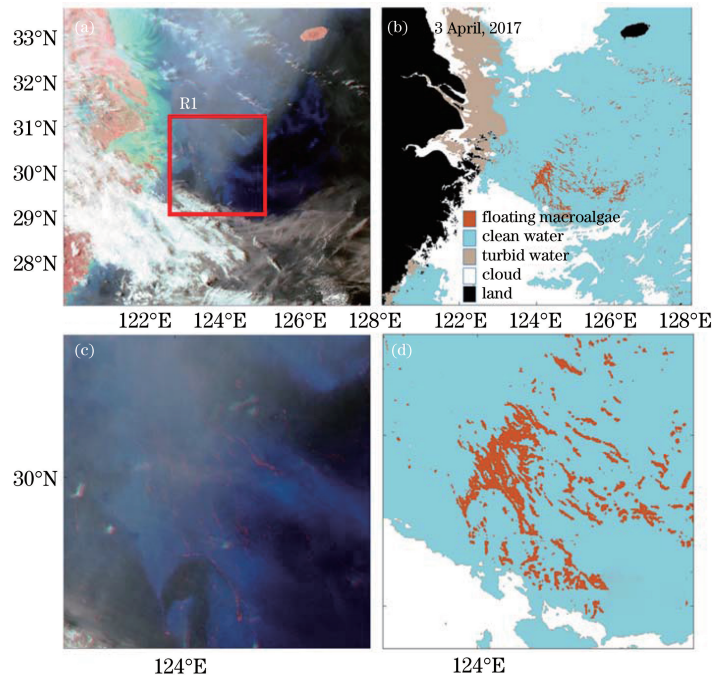 33°N
32°N
31°N
30°N
29°N
28°N
(a)
R1
(b) 3 April, 2017
floating macroalgae
clean water
turbid water
cloud
land
122°E 124°E 126°E 128°E 122°E 124°E 126°E 128°E
(c)
(d)
30°N
124°E 124°E